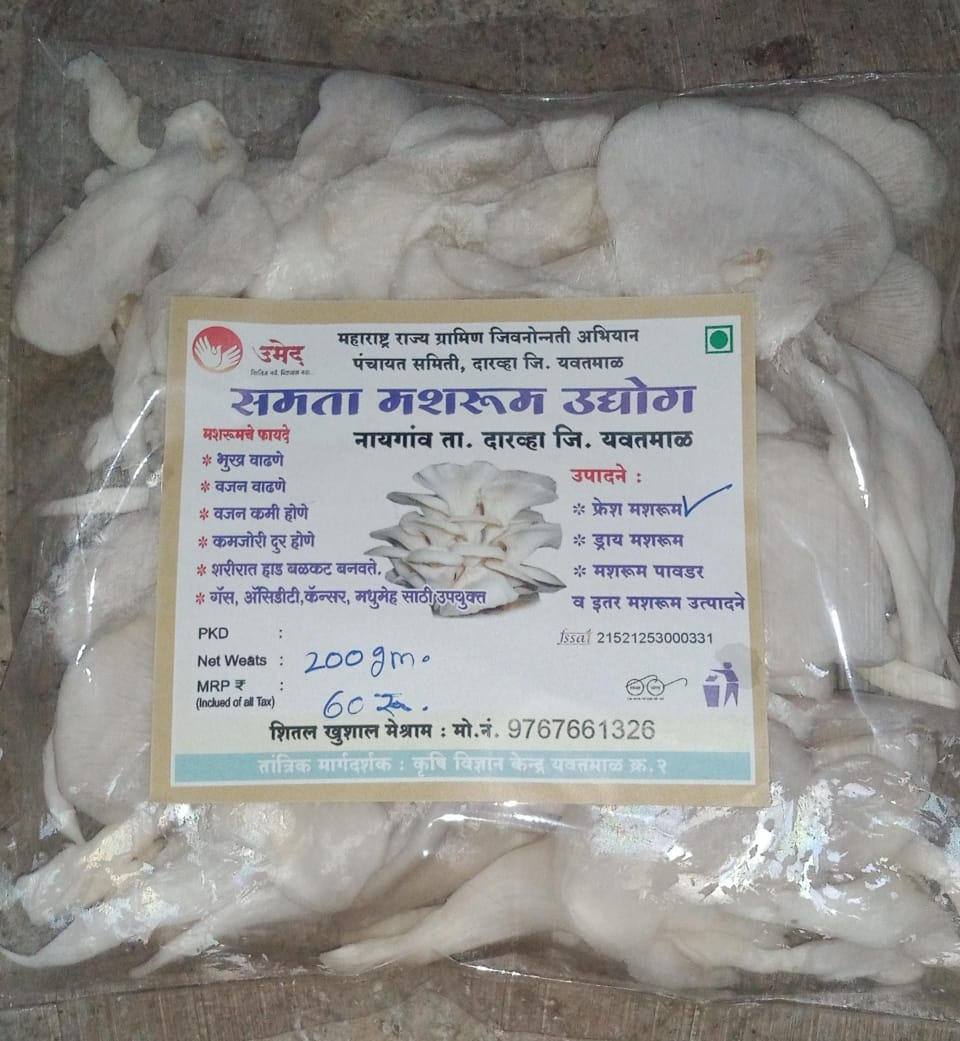 उमेद
महाराष्ट्र राज्य ग्रामिण जिवनोन्नती अभियान
पंचायत समिती, दारव्हा जि. यवतमाळ
समता मशरूम उद्योग
नायगांव ता. दारव्हा जि. यवतमाळ
मशरूमचे फायदे
* भुख वाढणे
* वजन वाढणे
* वजन कमी होणे
* कमजोरी दुर होणे
* शरीरात हाड बळकट बनवते.
* गॅस, ॲसिडीटी,कॅन्सर, मधुमेह साठी उपयुक्त
उपादने :
* फ्रेश मशरूम ✓
* ड्राय मशरूम
* मशरूम पावडर
व इतर मशरूम उत्पादने
fssai 21521253000331
PKD :
Net Weats : 200 gm.
MRP ₹ : 60 रू.
(Inclued of all Tax)
शितल खुशाल मेश्राम : मो.नं. 9767661326
तांत्रिक मार्गदर्शक : कृषि विज्ञान केन्द्र यवतमाळ क्र.२